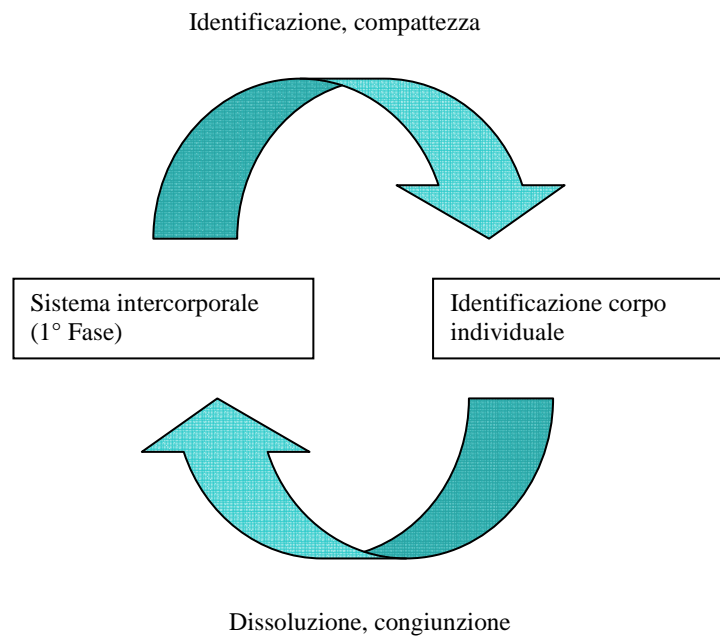 Identificazione, compattezza
Sistema intercorporale
(1° Fase)
Identificazione corpo
individuale
Dissoluzione, congiunzione